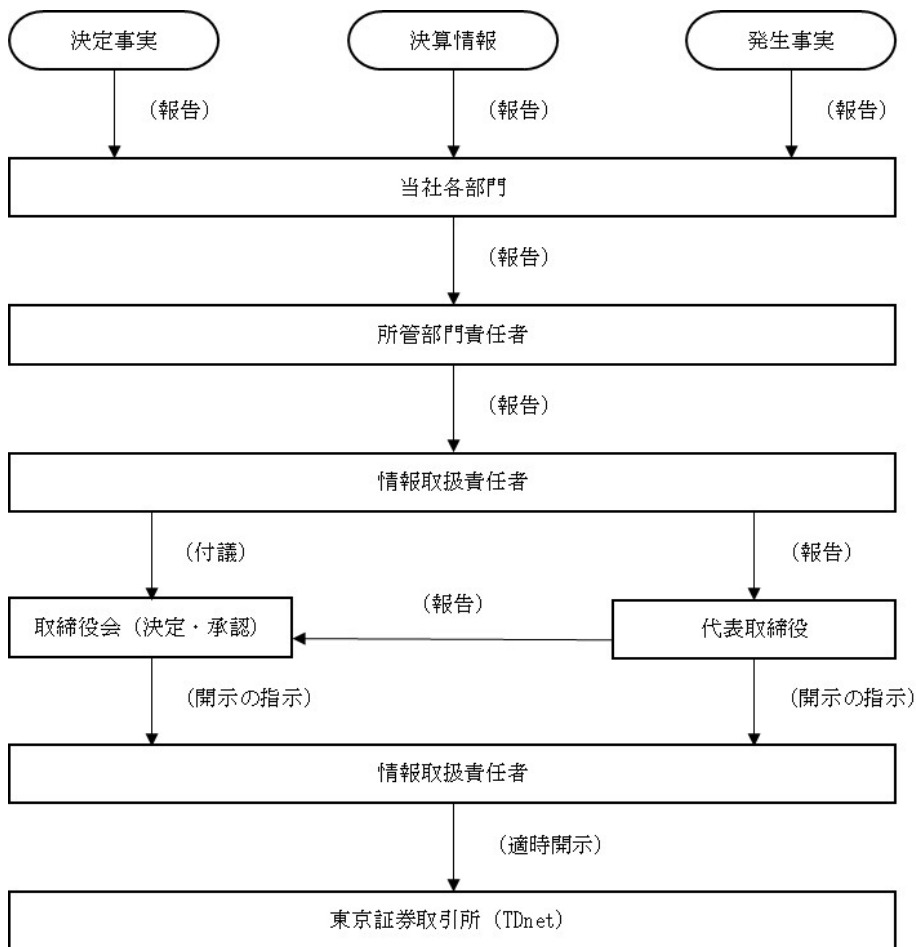 決定事実
決算情報
発生事実
(報告)
(報告)
(報告)
当社各部門
(報告)
所管部門責任者
(報告)
情報取扱責任者
(付議)
(報告)
取締役会（決定・承認）
(報告)
代表取締役
(開示の指示)
(開示の指示)
情報取扱責任者
(適時開示)
東京証券取引所（TDnet）